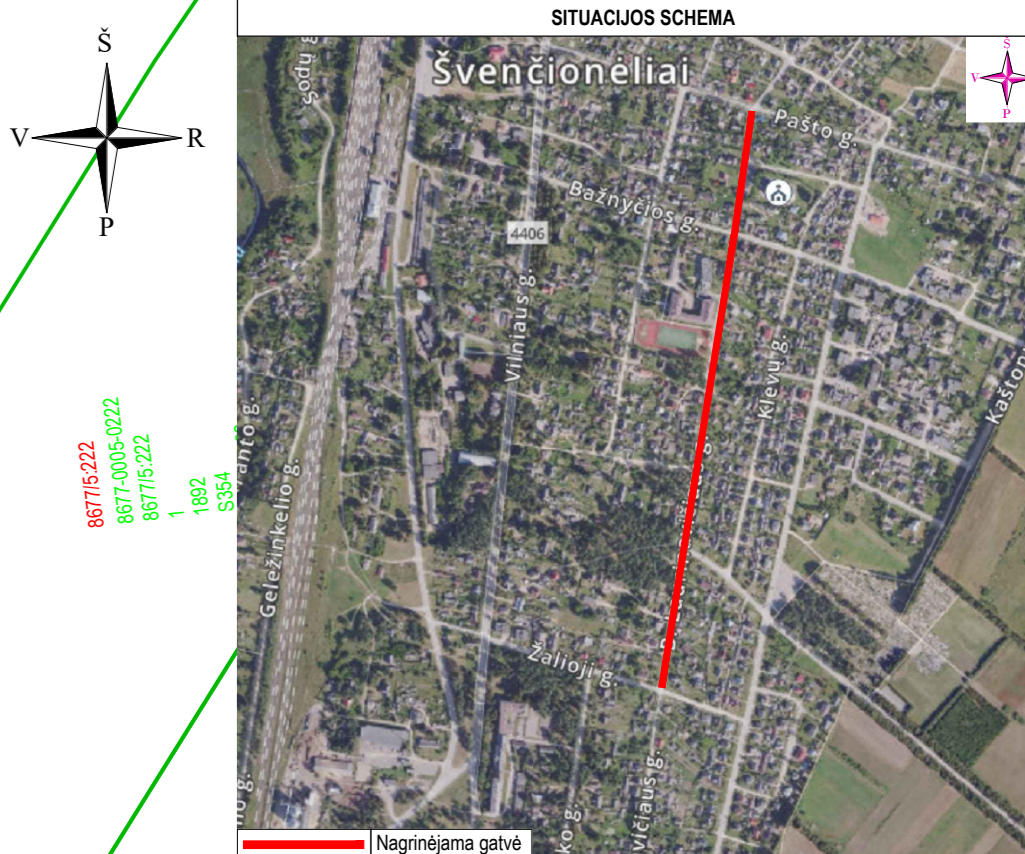 SITUACIJOS SCHEMA
Š
V
R
P
Š
V
P
Švenčionėliai
Sodų g.
Pašto g.
Bažnyčios g.
4406
Vilniaus g.
Klevų g.
Geležinkelio g.
Žalioji g.
8677/5:222
8677-0005-0222
8677/5:222
1
1892
S354
Nagrinėjama gatvė